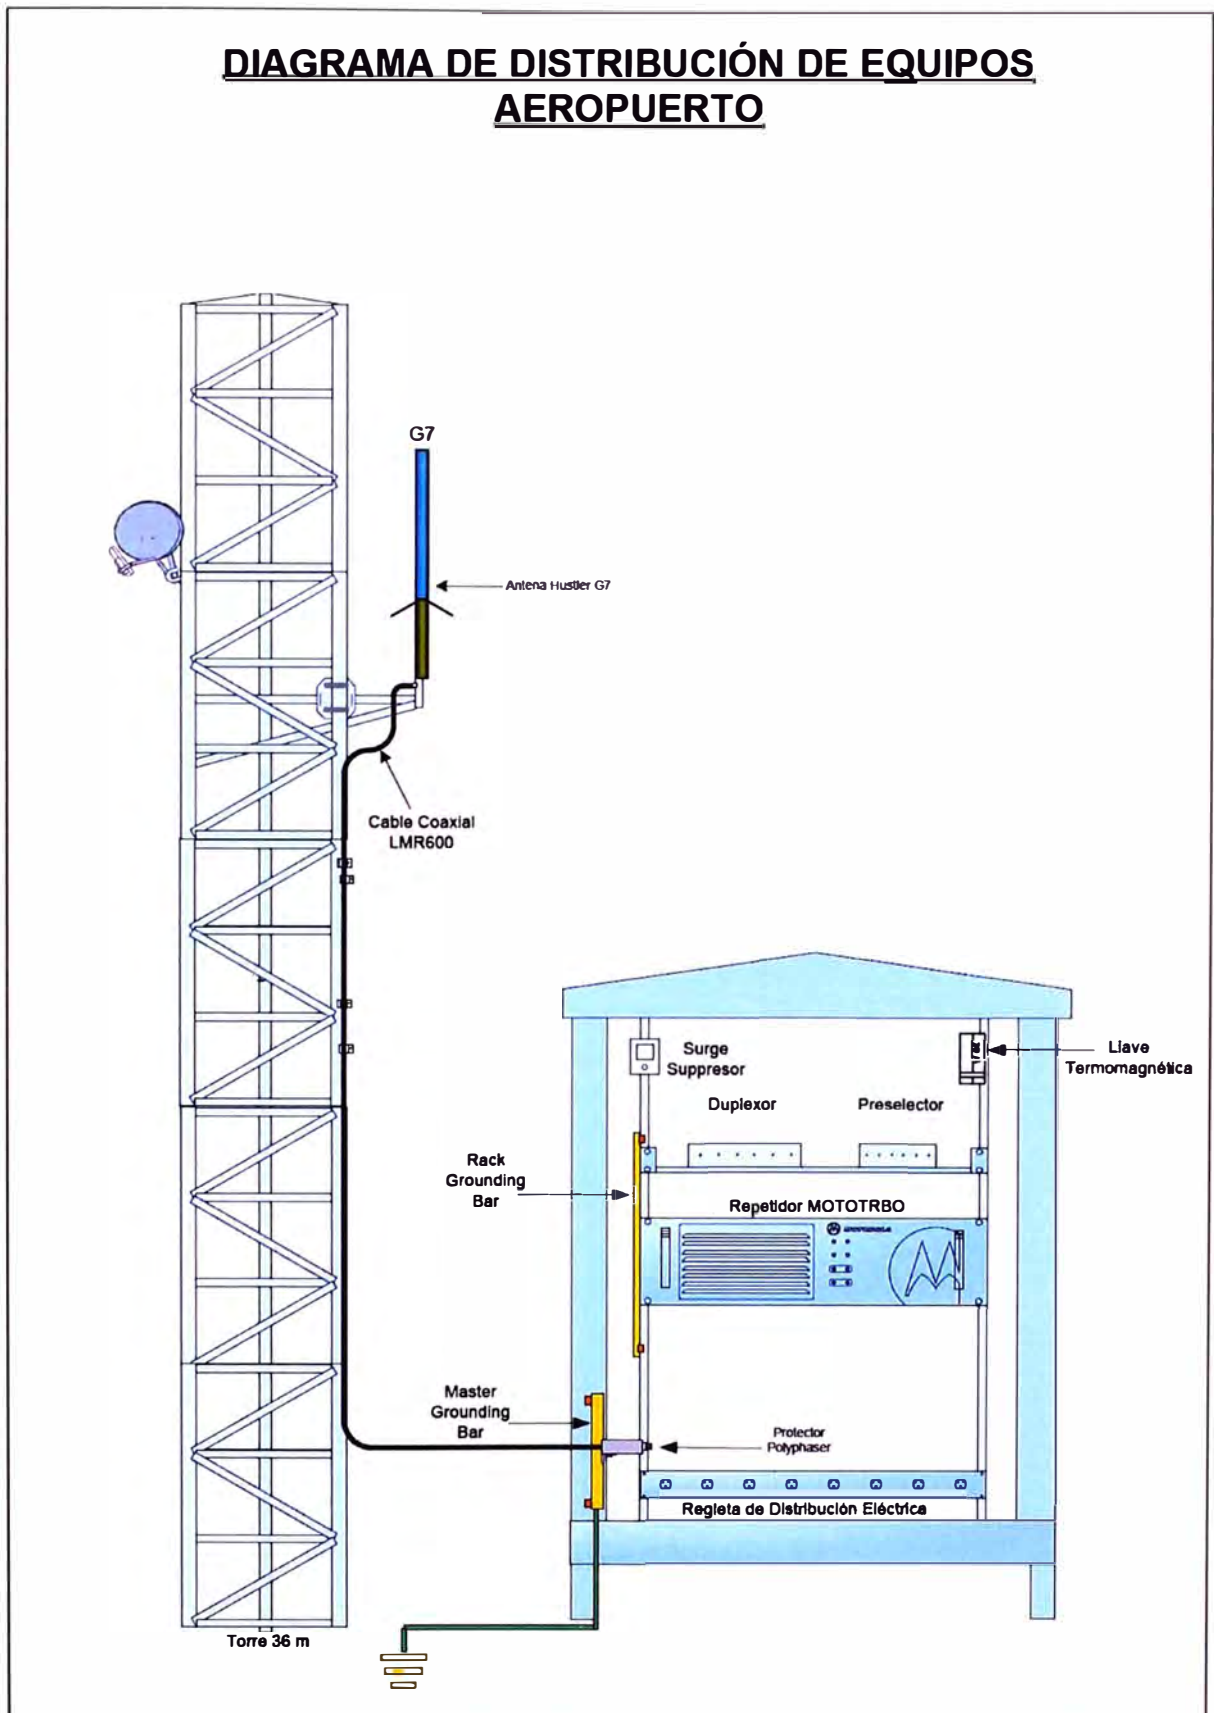 DIAGRAMA DE DISTRIBUCIÓN DE EQUIPOS
AEROPUERTO
G7
Antena Hustler G7
Cable Coaxial
LMR600
Surge
Suppresor
Llave
Termomagnética
Duplexor
Preselector
Rack
Grounding
Bar
Repetidor MOTOTRBO
MOTOROLA
Master
Grounding
Bar
Protector
Polyphaser
Regleta de Distribución Eléctrica
Torre 36 m